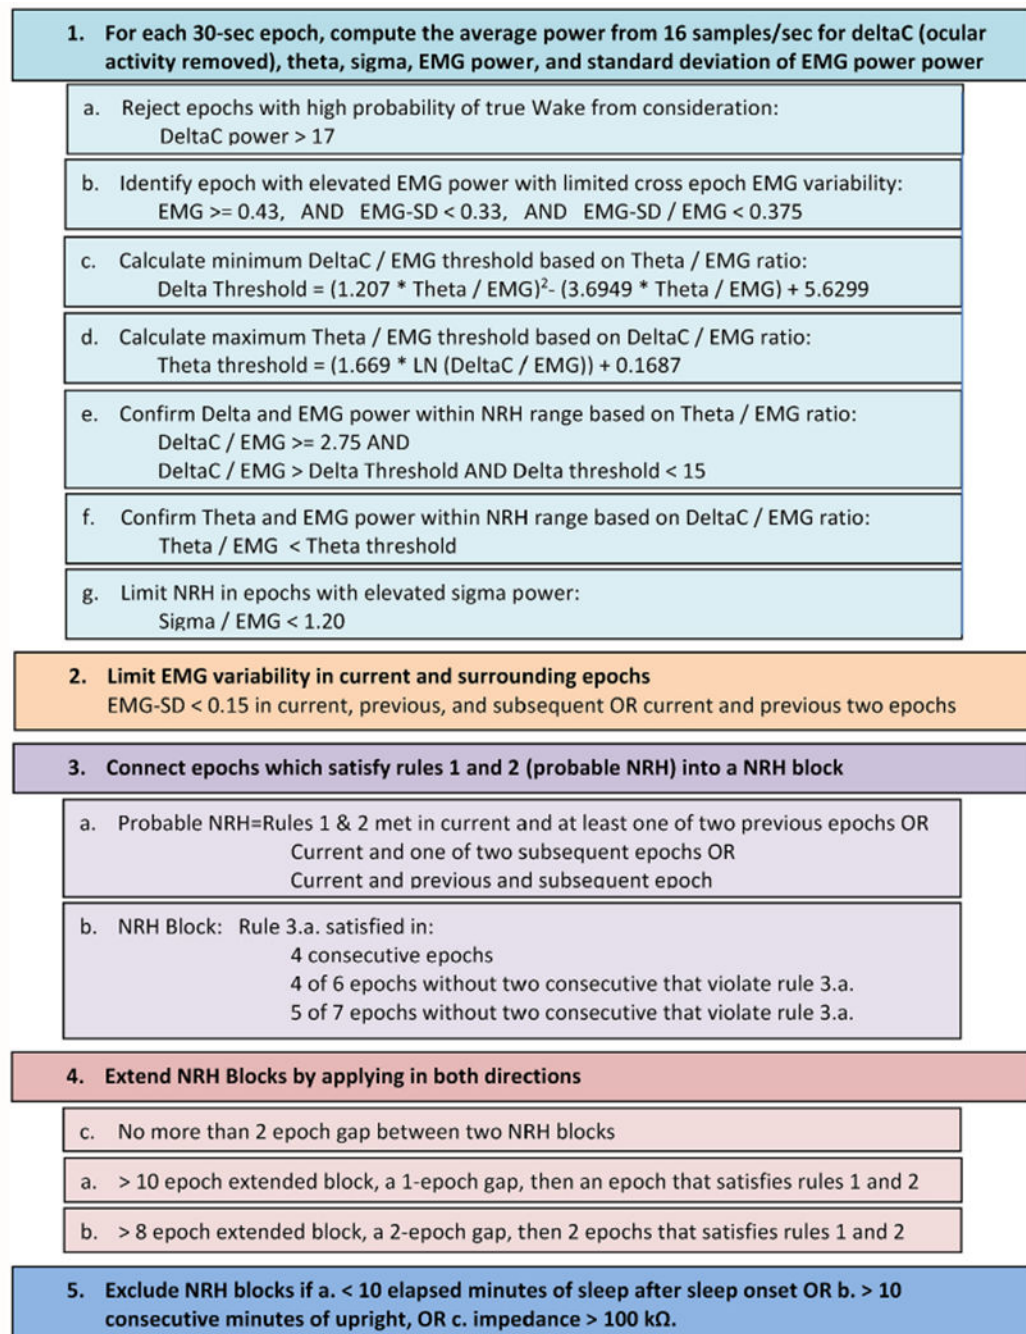 1. For each 30-sec epoch, compute the average power from 16 samples/sec for deltaC (ocular
activity removed), theta, sigma, EMG power, and standard deviation of EMG power power
a. Reject epochs with high probability of true Wake from consideration:
DeltaC power > 17
b. Identify epoch with elevated EMG power with limited cross epoch EMG variability:
EMG >= 0.43, AND EMG-SD < 0.33, AND EMG-SD / EMG < 0.375
c. Calculate minimum DeltaC / EMG threshold based on Theta / EMG ratio:
Delta Threshold = (1.207 * Theta / EMG)²- (3.6949 * Theta / EMG) + 5.6299
d. Calculate maximum Theta / EMG threshold based on DeltaC / EMG ratio:
Theta threshold = (1.669 * LN (DeltaC / EMG)) + 0.1687
e. Confirm Delta and EMG power within NRH range based on Theta / EMG ratio:
DeltaC / EMG >= 2.75 AND
DeltaC / EMG > Delta Threshold AND Delta threshold < 15
f. Confirm Theta and EMG power within NRH range based on DeltaC / EMG ratio:
Theta / EMG < Theta threshold
g. Limit NRH in epochs with elevated sigma power:
Sigma / EMG < 1.20
2. Limit EMG variability in current and surrounding epochs
EMG-SD < 0.15 in current, previous, and subsequent OR current and previous two epochs
3. Connect epochs which satisfy rules 1 and 2 (probable NRH) into a NRH block
a. Probable NRH=Rules 1 & 2 met in current and at least one of two previous epochs OR
Current and one of two subsequent epochs OR
Current and previous and subsequent epoch
b. NRH Block: Rule 3.a. satisfied in:
4 consecutive epochs
4 of 6 epochs without two consecutive that violate rule 3.a.
5 of 7 epochs without two consecutive that violate rule 3.a.
4. Extend NRH Blocks by applying in both directions
c. No more than 2 epoch gap between two NRH blocks
a. > 10 epoch extended block, a 1-epoch gap, then an epoch that satisfies rules 1 and 2
b. > 8 epoch extended block, a 2-epoch gap, then 2 epochs that satisfies rules 1 and 2
5. Exclude NRH blocks if a. < 10 elapsed minutes of sleep after sleep onset OR b. > 10
consecutive minutes of upright, OR c. impedance > 100 kΩ.